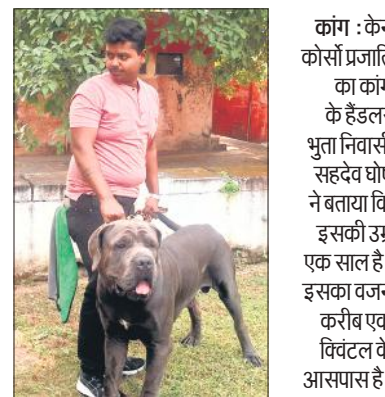 कांग : केन
कोर्सो प्रजाति
का कांग
के हैंडलर
भुता निवासी
सहदेव घोष
ने बताया कि
इसकी उम्र
एक साल है
इसका वजन
करीब एक
क्विंटल के
आसपास है